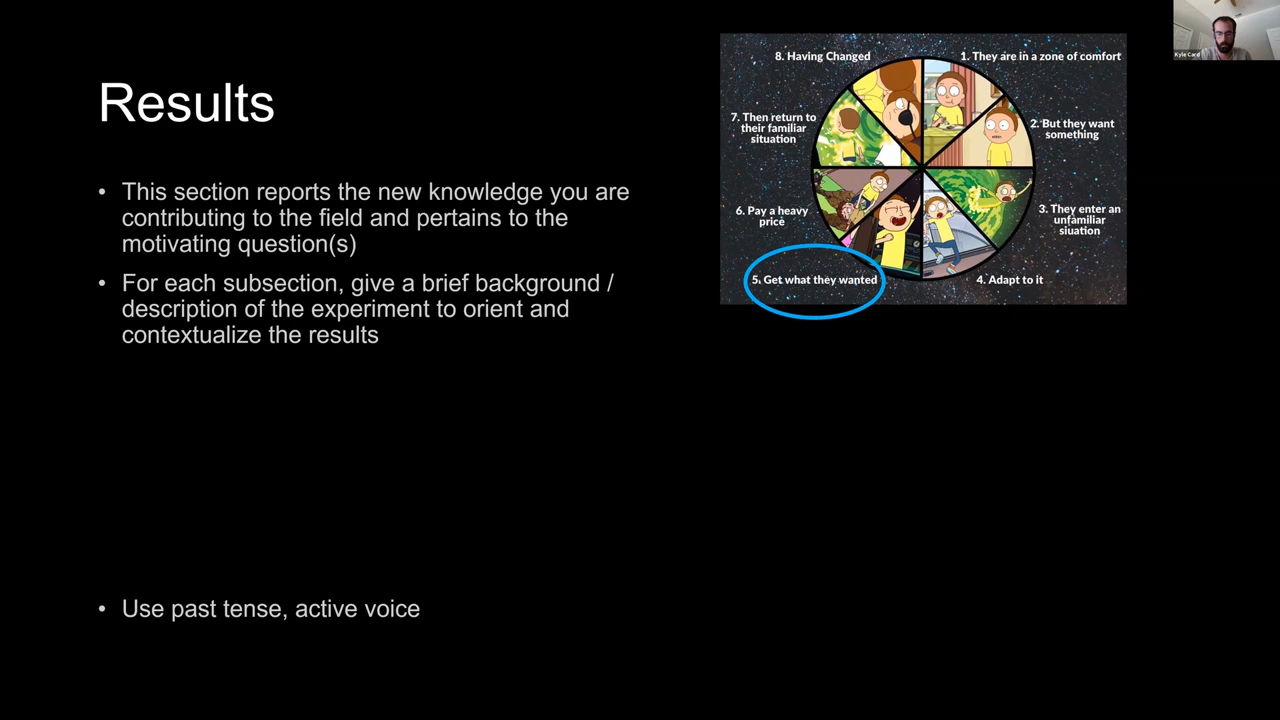 Results
• This section reports the new knowledge you are
contributing to the field and pertains to the
motivating question(s)
• For each subsection, give a brief background /
description of the experiment to orient and
contextualize the results
• Use past tense, active voice
8. Having Changed
1. They are in a zone of comfort
7. Then return to
their familiar
situation
2. But they want
something
6. Pay a heavy
price
3. They enter an
unfamiliar
siuation
5. Get what they wanted
4. Adapt to it
Kyle Card